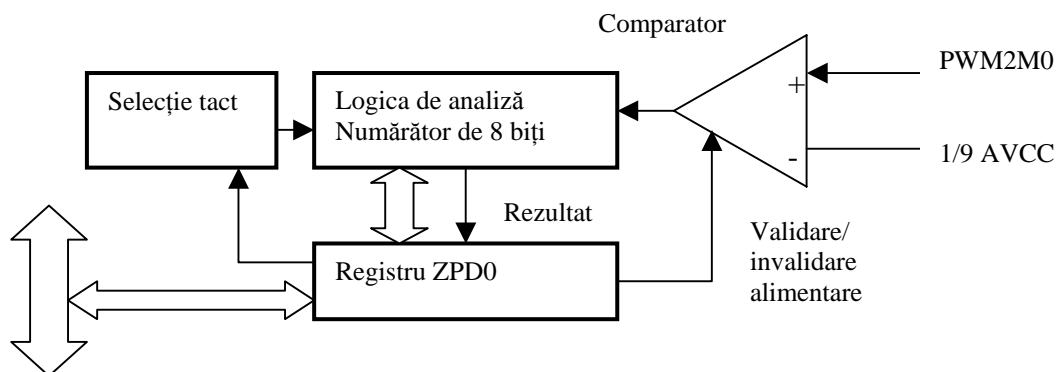 Comparator
PWM2M0
Selecție tact
Logica de analiză
Numărător de 8 biți
+
-
1/9 AVCC
Rezultat
Validare/
invalidare
alimentare
Registru ZPD0